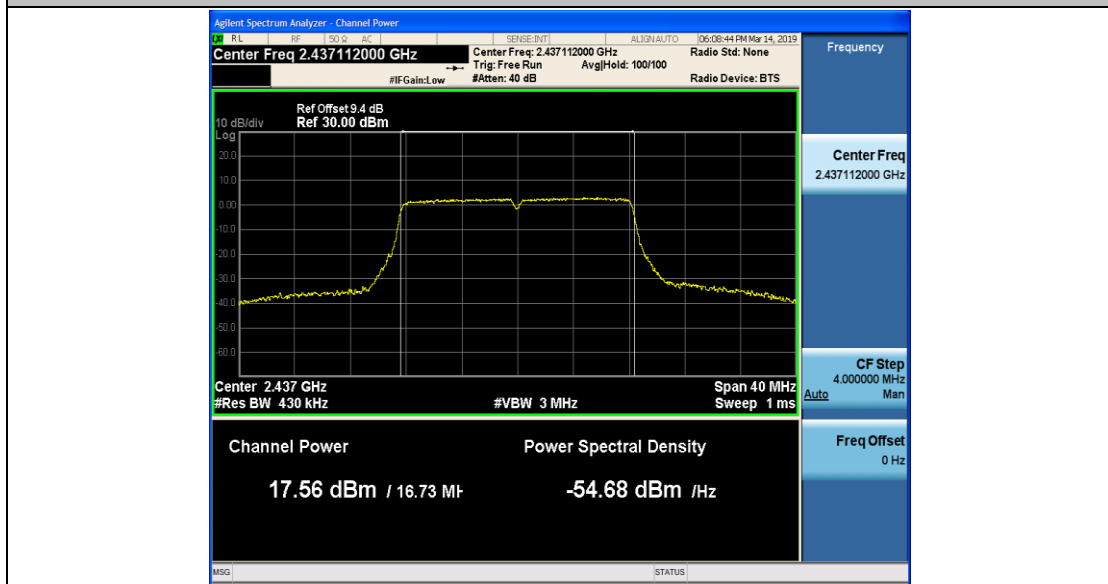 Agilent Spectrum Analyzer - Channel Power
RL RF 50 Ω AC SENSE:INT ALIGN AUTO 06:08:44 PM Mar 14, 2019
Center Freq 2.437112000 GHz
Center Freq: 2.437112000 GHz
Radio Std: None
Trig: Free Run Avg|Hold: 100/100
#IFGain:Low
#Atten: 40 dB
Radio Device: BTS
Frequency
Ref Offset 9.4 dB
10 dB/div Ref 30.00 dBm
Log
20.0
10.0
0.00
-10.0
-20.0
-30.0
-40.0
-50.0
-60.0
Center Freq
2.437112000 GHz
Center 2.437 GHz
Span 40 MHz
#Res BW 430 kHz
#VBW 3 MHz
Sweep 1 ms
CF Step
4.000000 MHz
Auto Man
Channel Power
Power Spectral Density
17.56 dBm / 16.73 MH
-54.68 dBm /Hz
Freq Offset
0 Hz
MSG
STATUS